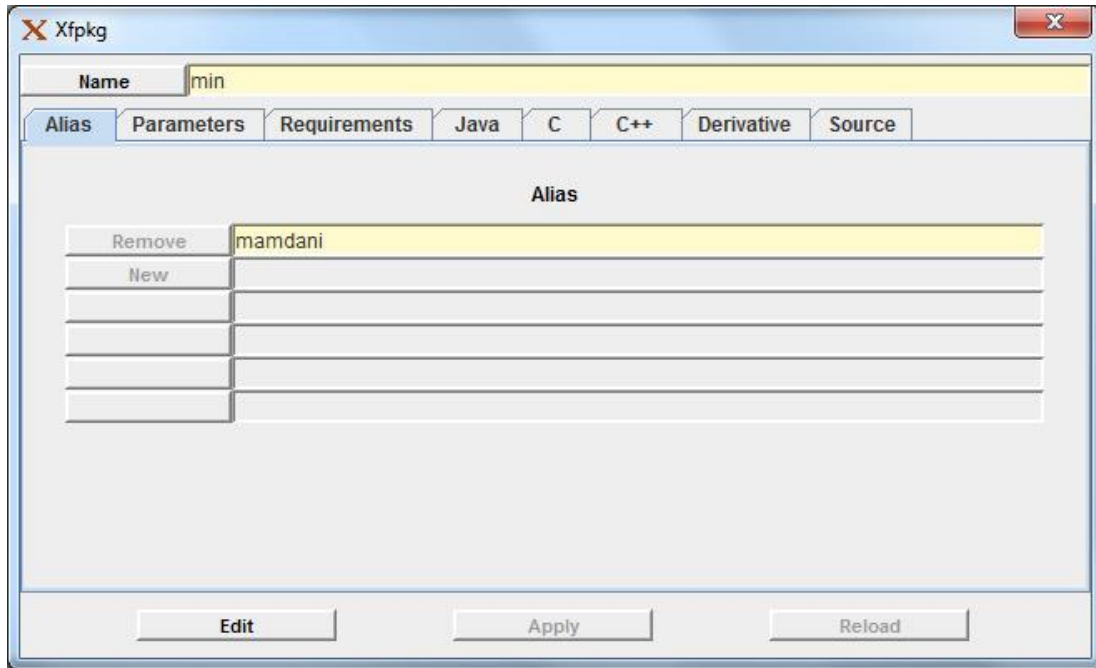 Xfpkg
Name min
Alias Parameters Requirements Java C C++ Derivative Source
Alias
Remove mamdani
New
Edit Apply Reload